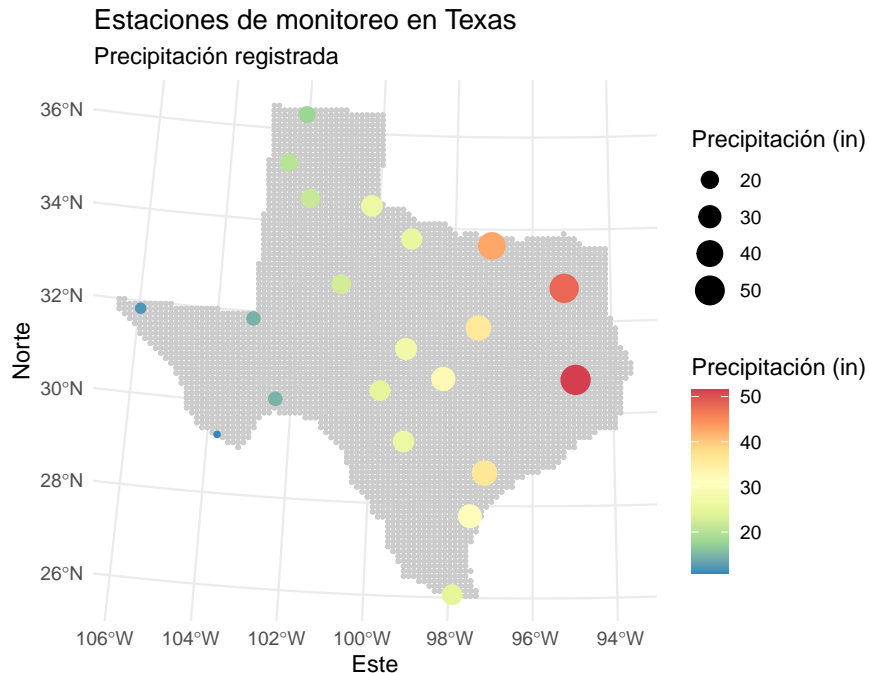 Estaciones de monitoreo en Texas
Precipitación registrada
36°N
34°N
32°N
30°N
28°N
26°N
Norte
106°W
104°W
102°W
100°W
98°W
96°W
94°W
Este
Precipitación (in)
20
30
40
50
Precipitación (in)
50
40
30
20